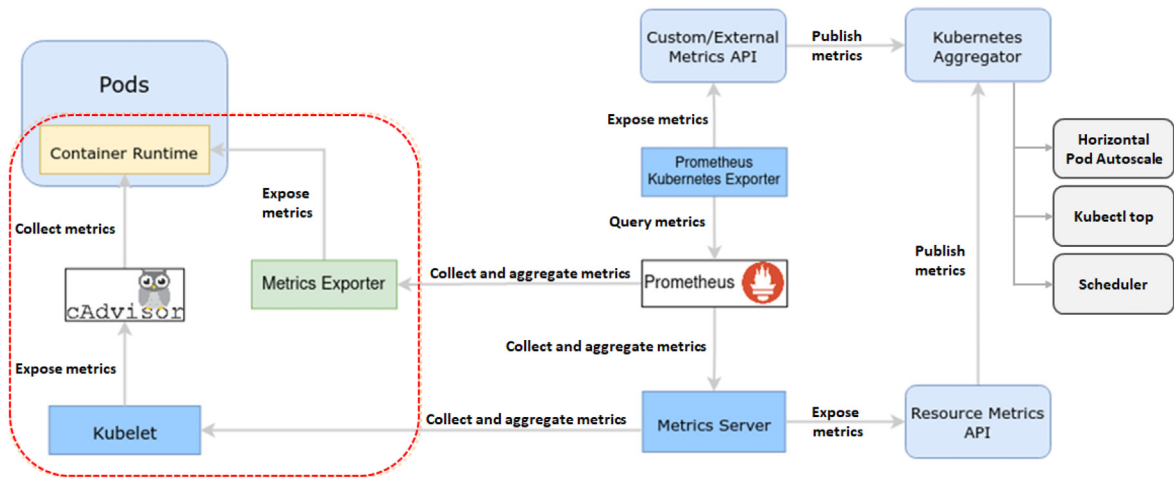 Pods
Container Runtime
Collect metrics
cAdvisor
Expose metrics
Kubelet
Expose
metrics
Metrics Exporter
Collect and aggregate metrics
Collect and aggregate metrics
Custom/External
Metrics API
Expose metrics
Prometheus
Kubernetes Exporter
Query metrics
Prometheus
Collect and aggregate metrics
Metrics Server
Publish
metrics
Expose
metrics
Kubernetes
Aggregator
Publish
metrics
Resource Metrics
API
Horizontal
Pod Autoscale
Kubectl top
Scheduler